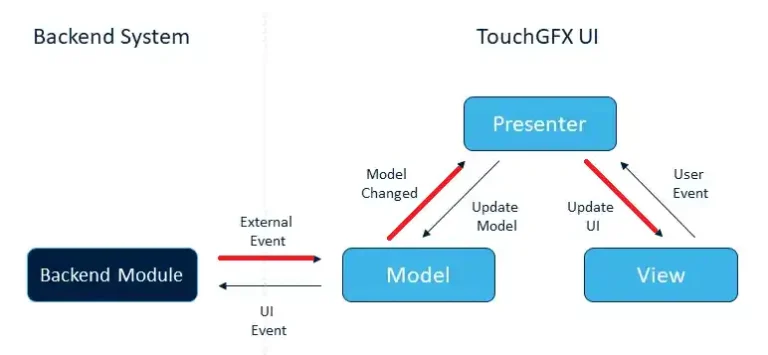 Backend System
TouchGFX UI
Presenter
Model
Changed
User
Event
Update
Model
Update
UI
External
Event
Backend Module
Model
View
UI
Event